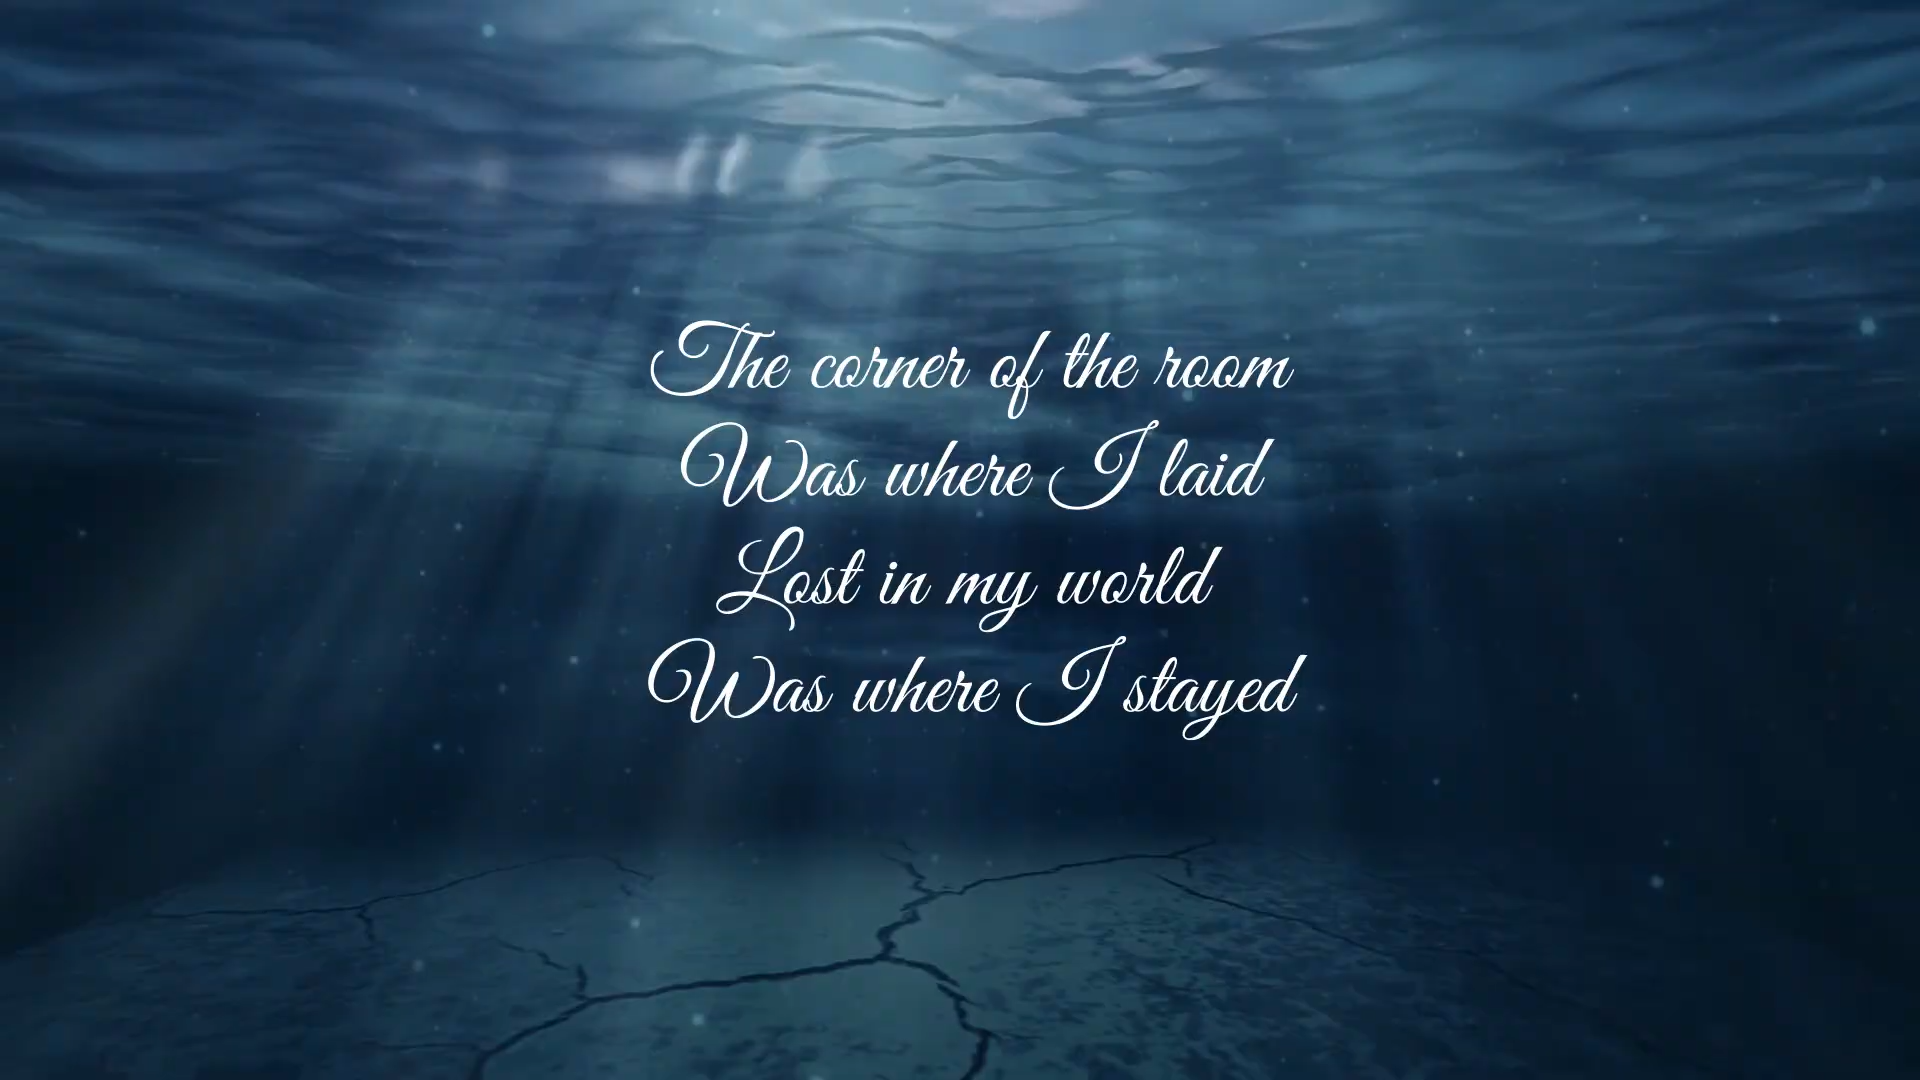 The corner of the room
Was where I laid
Lost in my world
Was where I stayed